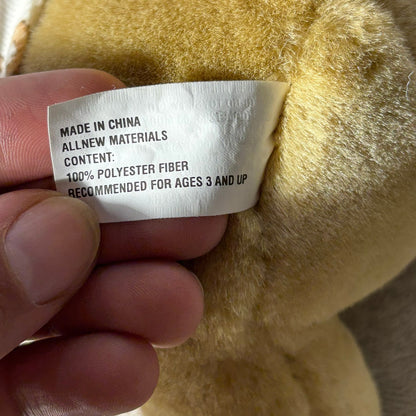 MADE IN CHINA
ALLNEW MATERIALS
CONTENT:
100% POLYESTER FIBER
RECOMMENDED FOR AGES 3 AND UP